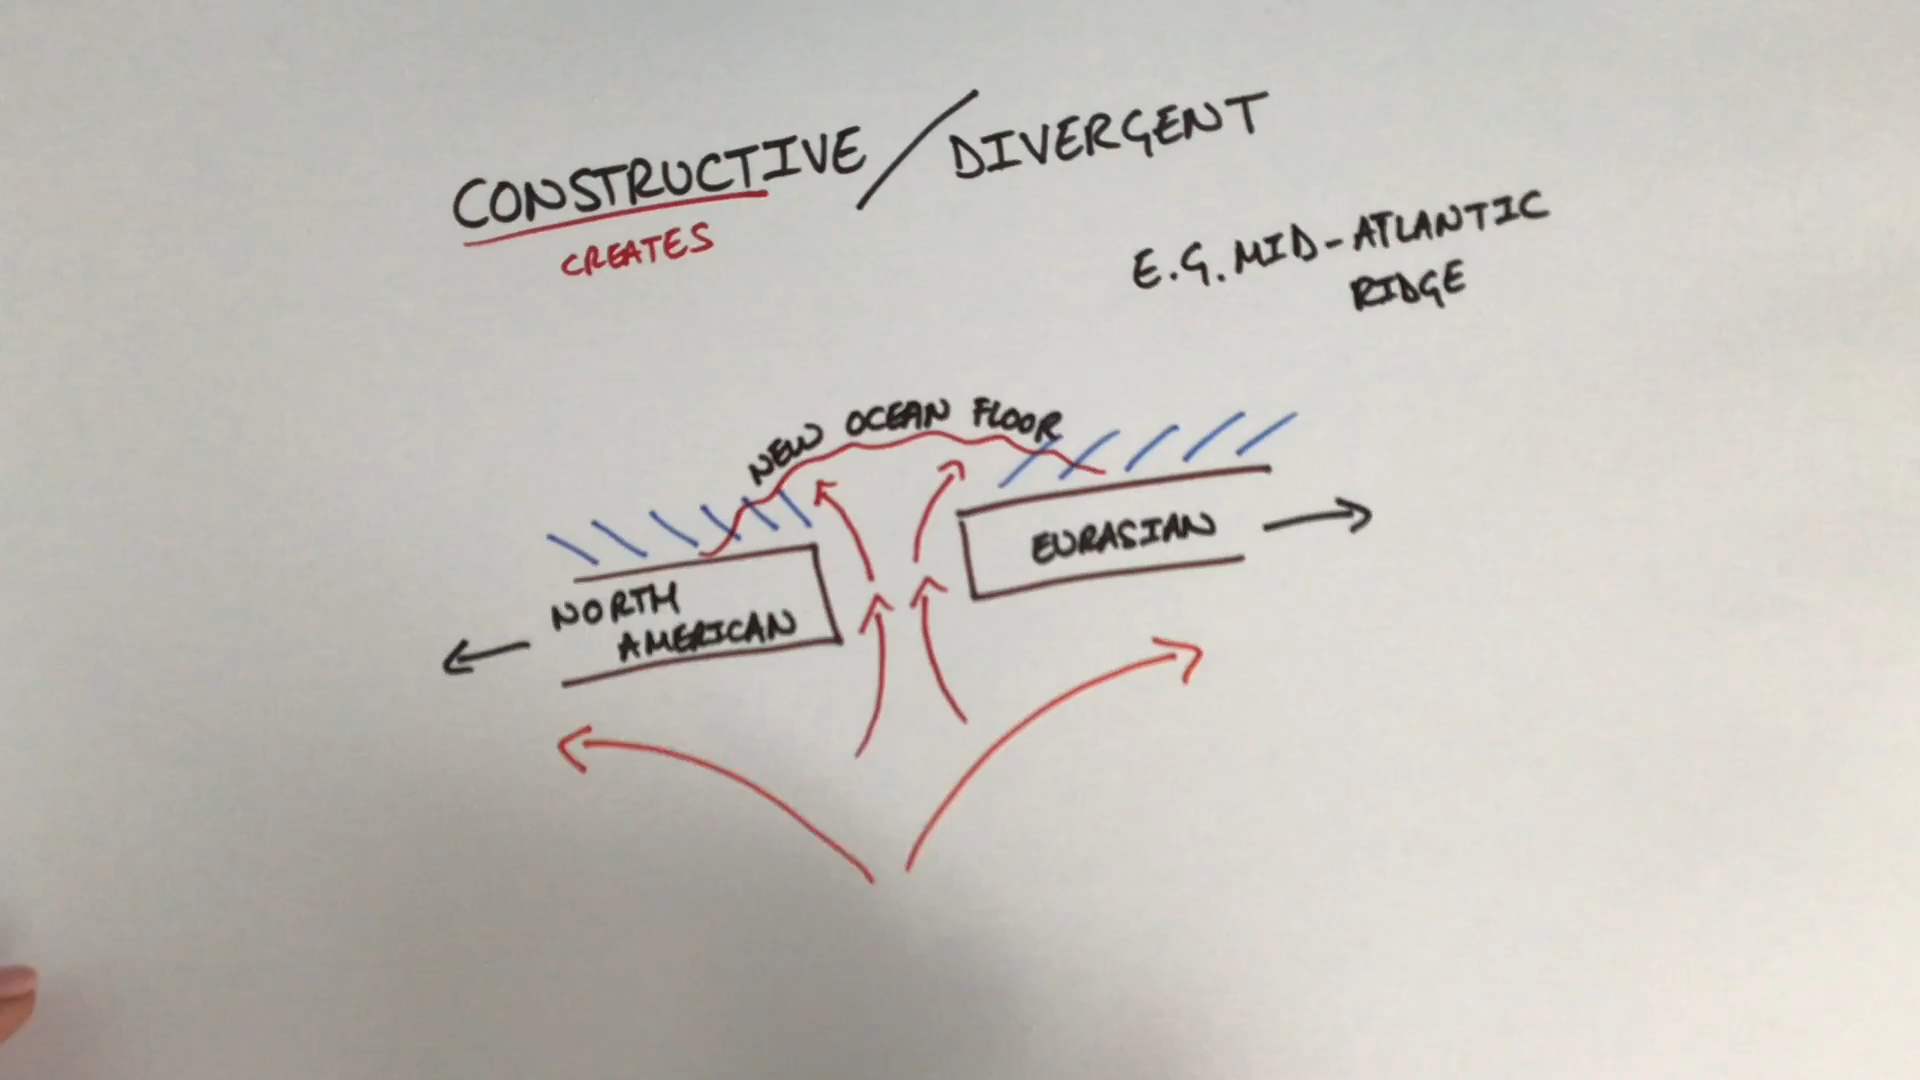 CONSTRUCTIVE / DIVERGENT
CREATES
E.G. MID-ATLANTIC
RIDGE
NEW OCEAN FLOOR
EURASIAN
NORTH
AMERICAN